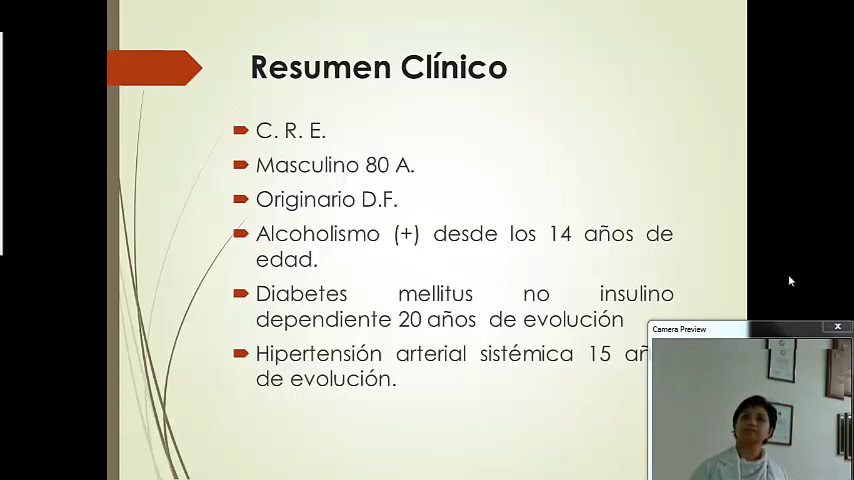 Resumen Clínico
C. R. E.
Masculino 80 A.
Originario D.F.
Alcoholismo (+) desde los 14 años de
edad.
Diabetes mellitus no insulino
dependiente 20 años de evolución
Hipertensión arterial sistémica 15
de evolución.
Camera Preview
X